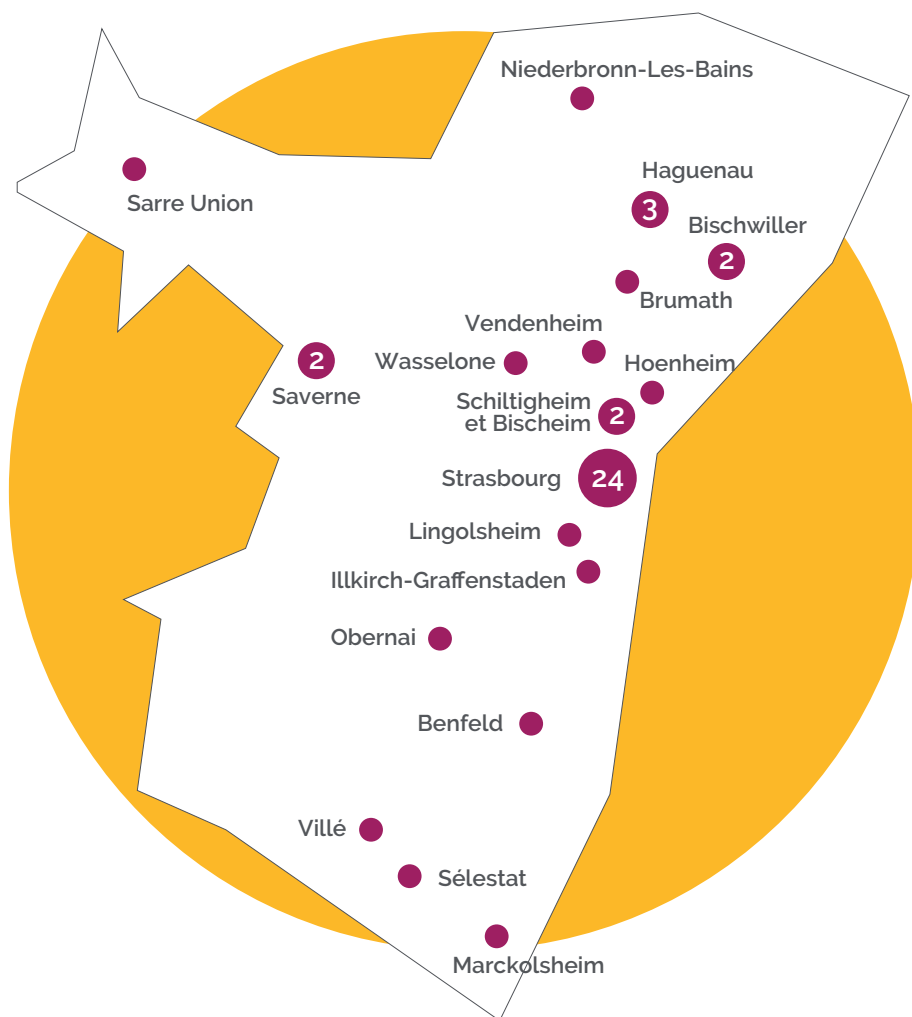 Niederbronn-Les-Bains
Sarre Union
Haguenau
3
Bischwiller
2
Brumath
Vendenheim
Wasselone
Hoenheim
2
Saverne
Schiltigheim
et Bischeim
2
Strasbourg
24
Lingolsheim
Illkirch-Graffenstaden
Obernai
Benfeld
Villé
Sélestat
Marckolsheim